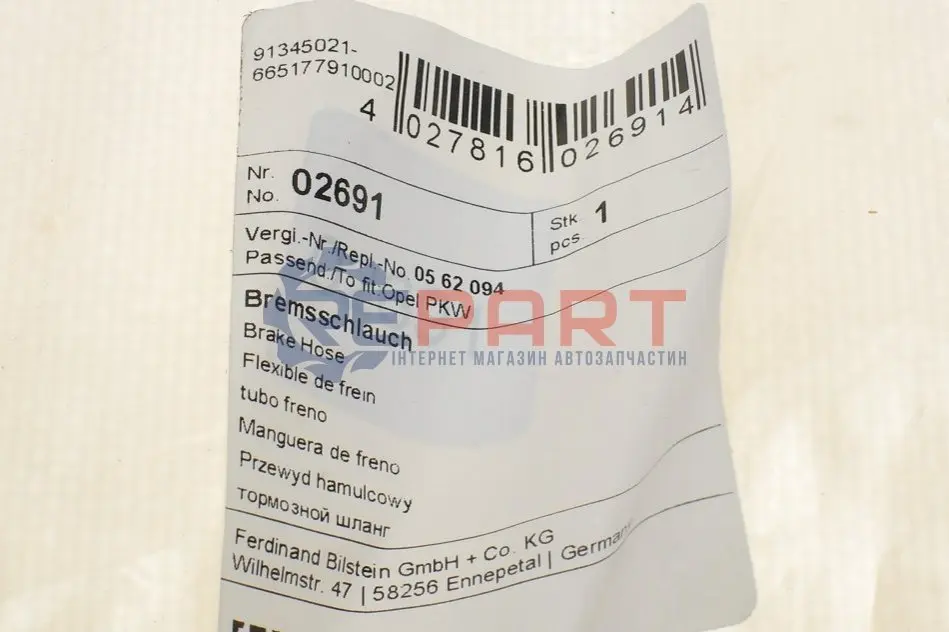 91345021-
665177910002
4 027816 026914
Nr.
No. 02691
Stk
pcs. 1
Vergl.-Nr./Repl.-No. 05 62 094
Passend./To fit:Opel PKW
Bremsschlauch
Brake Hose
Flexible de frein
tubo freno
Manguera de freno
Przewyd hamulcowy
тормозной шланг
Ferdinand Bilstein GmbH + Co. KG
Wilhelmstr. 47 | 58256 Ennepetal | Germany
REPART
ІНТЕРНЕТ МАГАЗИН АВТОЗАПЧАСТИН